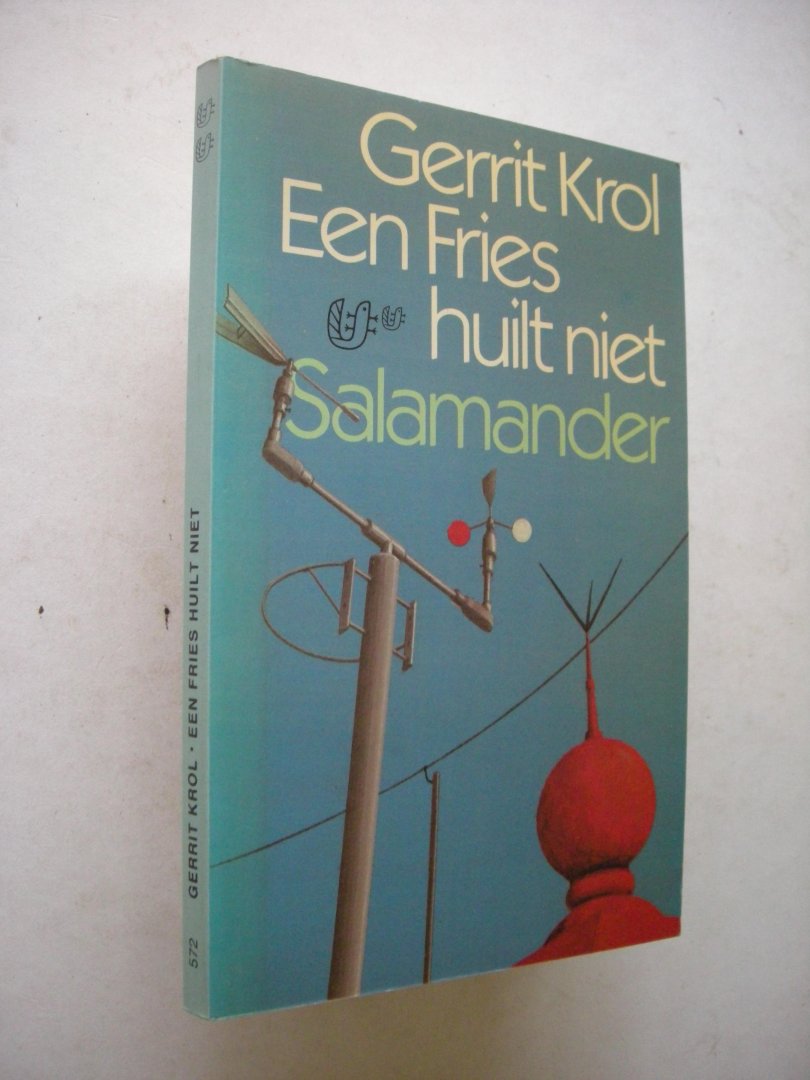 Gerrit Krol
Een Fries
huilt niet
Salamander
572 GERRIT KROL · EEN FRIES HUILT NIET